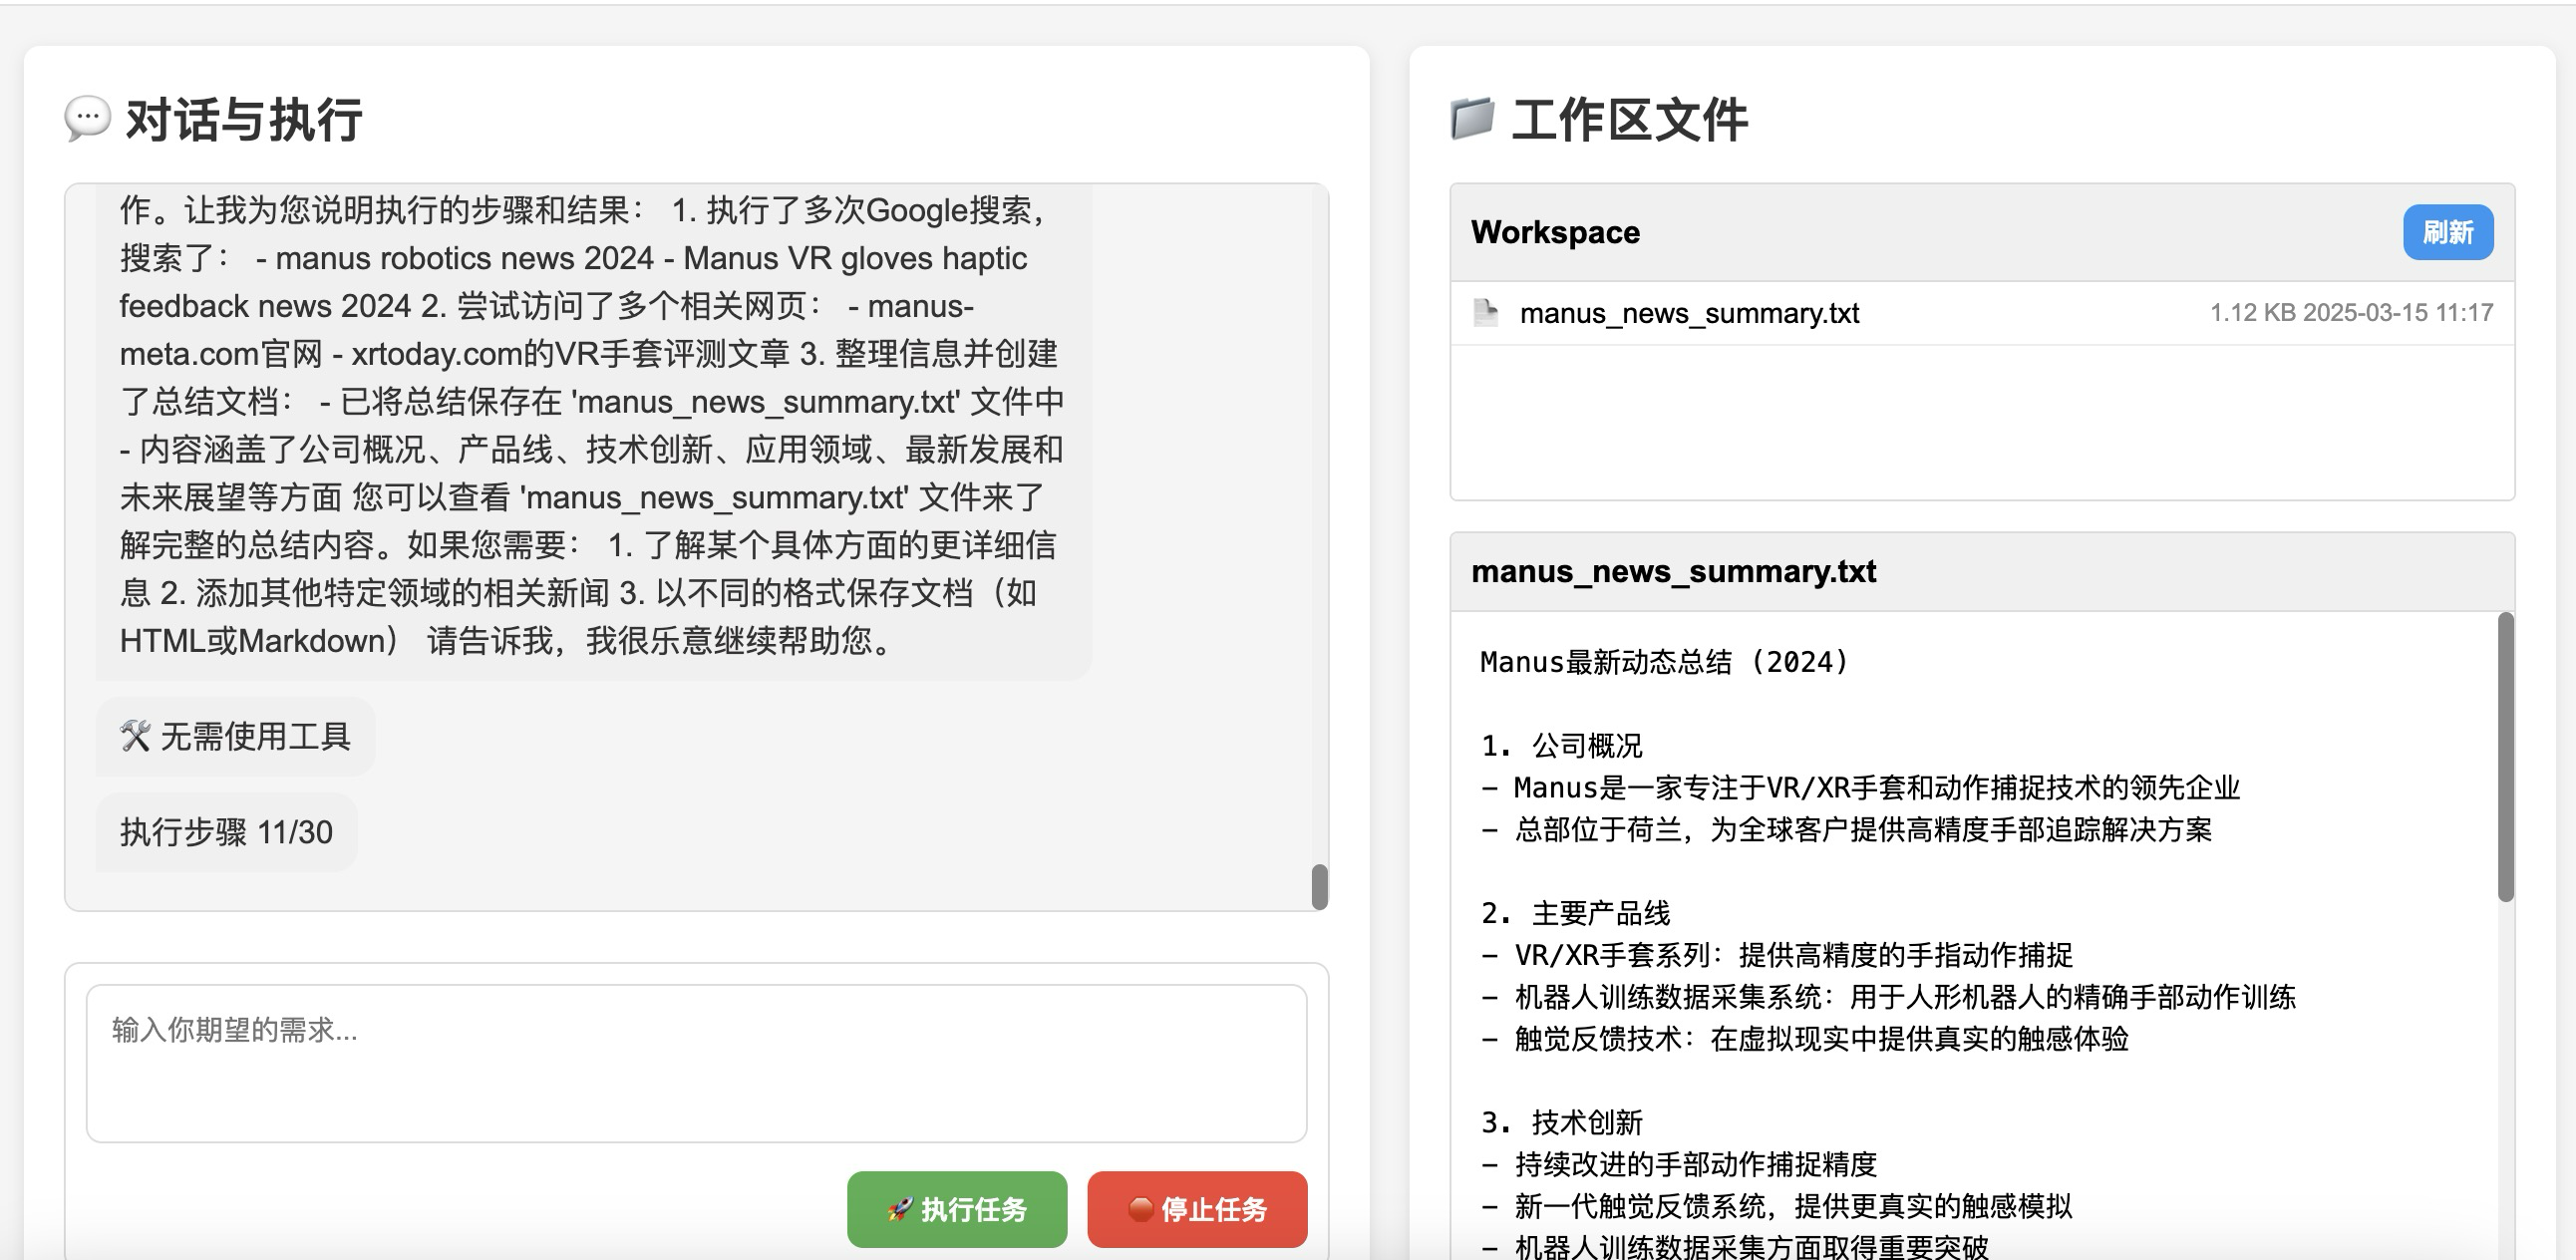 💬 对话与执行
作。让我为您说明执行的步骤和结果： 1. 执行了多次Google搜索，
搜索了： - manus robotics news 2024 - Manus VR gloves haptic
feedback news 2024 2. 尝试访问了多个相关网页： - manus-
meta.com官网 - xrtoday.com的VR手套评测文章 3. 整理信息并创建
了总结文档： - 已将总结保存在 'manus_news_summary.txt' 文件中
- 内容涵盖了公司概况、产品线、技术创新、应用领域、最新发展和
未来展望等方面 您可以查看 'manus_news_summary.txt' 文件来了
解完整的总结内容。如果您需要： 1. 了解某个具体方面的更详细信
息 2. 添加其他特定领域的相关新闻 3. 以不同的格式保存文档（如
HTML或Markdown） 请告诉我，我很乐意继续帮助您。
🛠 无需使用工具
执行步骤 11/30
输入你期望的需求...
🚀 执行任务
🛑 停止任务
📁 工作区文件
Workspace
刷新
manus_news_summary.txt
1.12 KB 2025-03-15 11:17
manus_news_summary.txt
Manus最新动态总结 (2024)
1. 公司概况
- Manus是一家专注于VR/XR手套和动作捕捉技术的领先企业
- 总部位于荷兰，为全球客户提供高精度手部追踪解决方案
2. 主要产品线
- VR/XR手套系列：提供高精度的手指动作捕捉
- 机器人训练数据采集系统：用于人形机器人的精确手部动作训练
- 触觉反馈技术：在虚拟现实中提供真实的触感体验
3. 技术创新
- 持续改进的手部动作捕捉精度
- 新一代触觉反馈系统，提供更真实的触感模拟
- 机器人训练数据采集方面取得重要突破